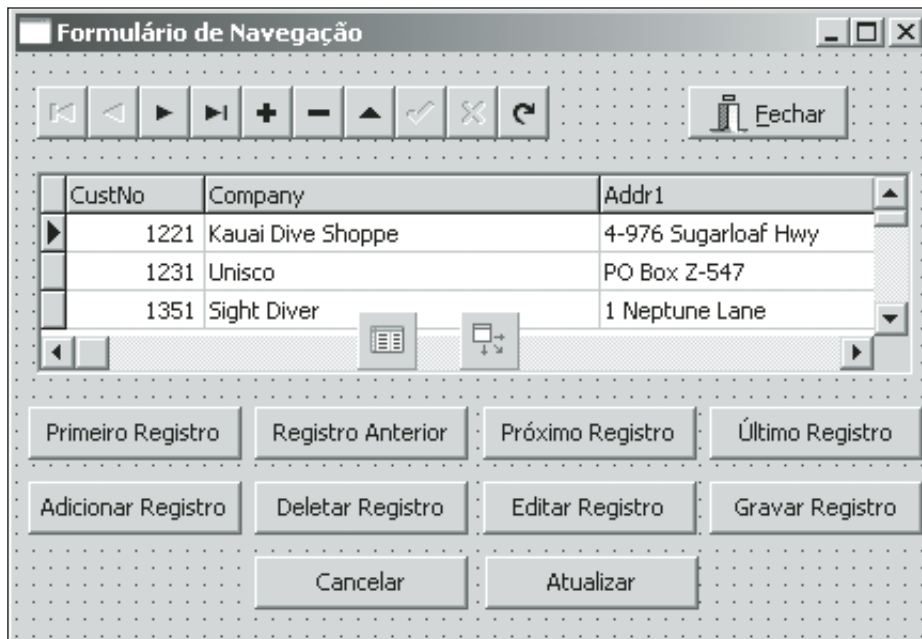 Formulário de Navegação
Fechar
CustNo Company Addr1
1221 Kauai Dive Shoppe 4-976 Sugarloaf Hwy
1231 Unisco PO Box Z-547
1351 Sight Diver 1 Neptune Lane
Primeiro Registro Registro Anterior Próximo Registro Último Registro
Adicionar Registro Deletar Registro Editar Registro Gravar Registro
Cancelar Atualizar